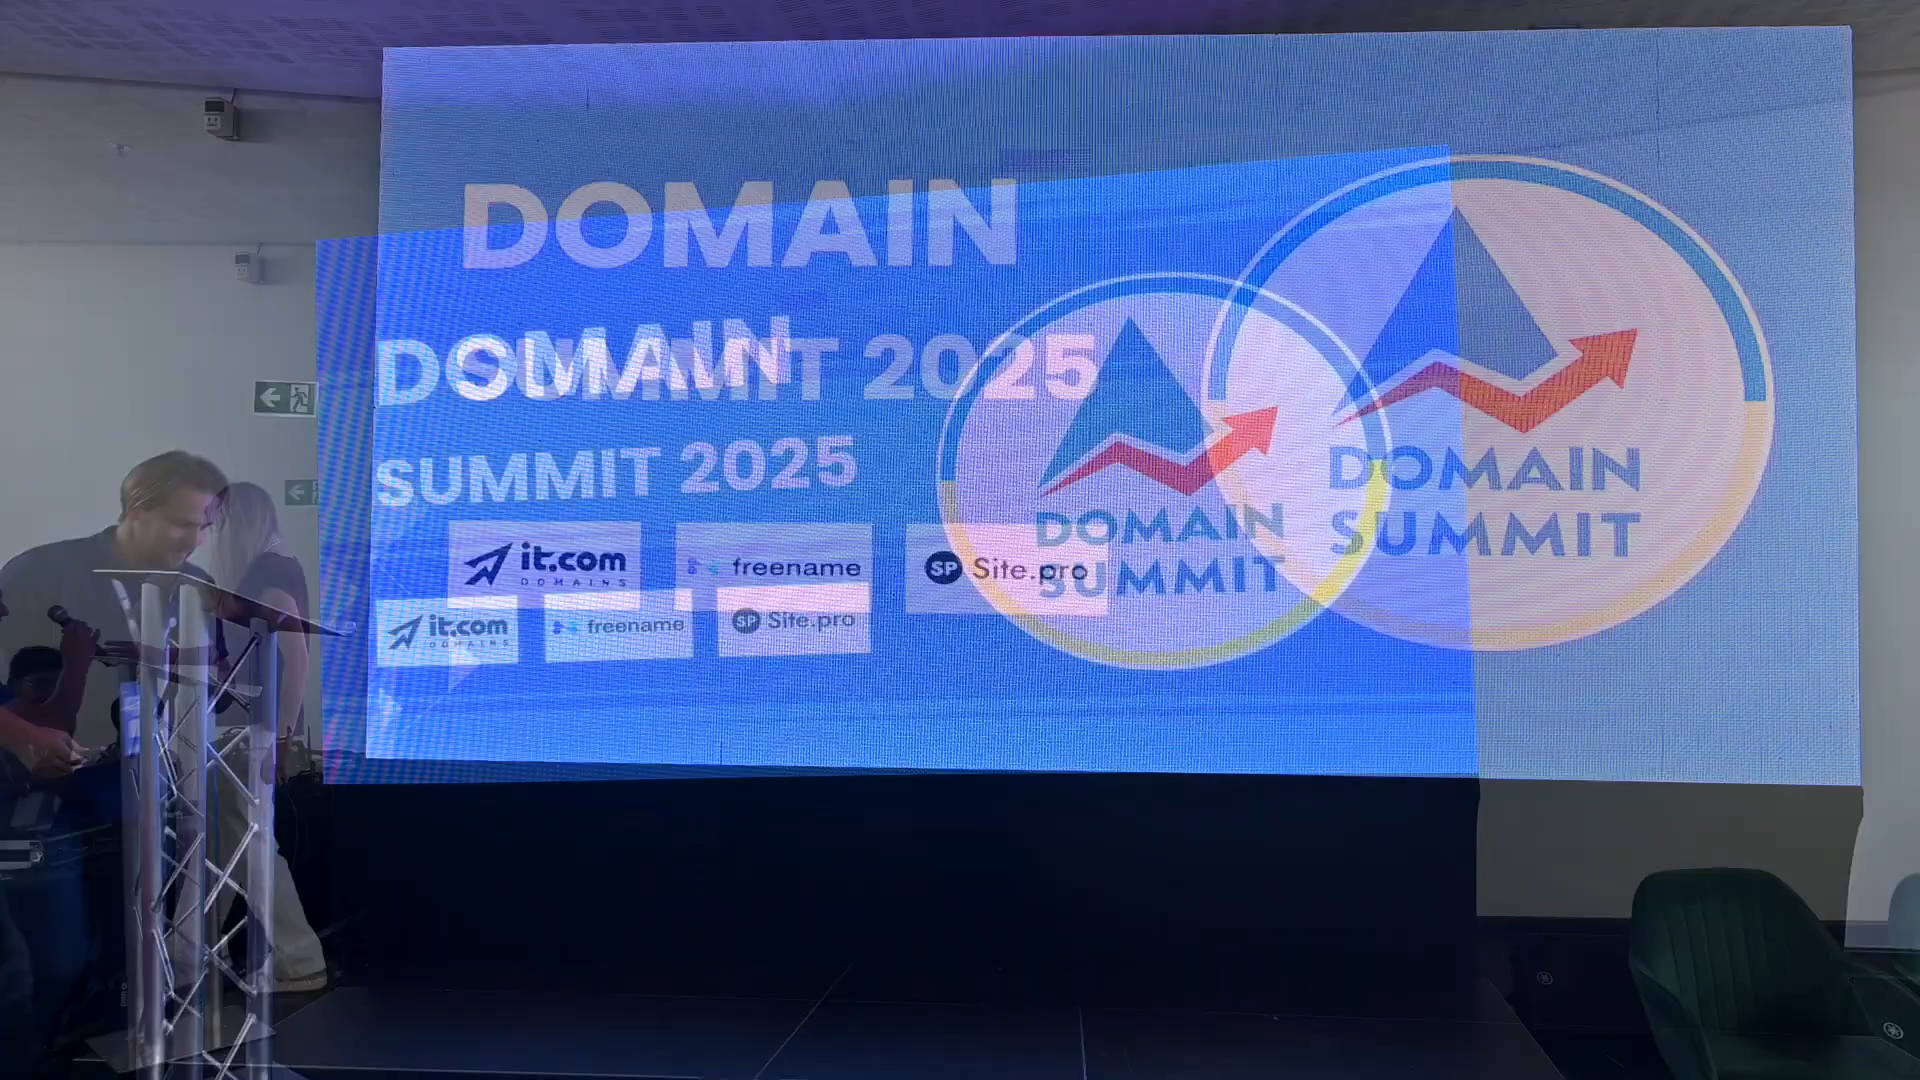 DOMAIN
SUMMIT 2025
it.com
DOMAINS
freename
SP Site.pro
DOMAIN
SUMMIT
DOMAIN
SUMMIT 2025
it.com
DOMAINS
freename
SP Site.pro
DOMAIN
SUMMIT